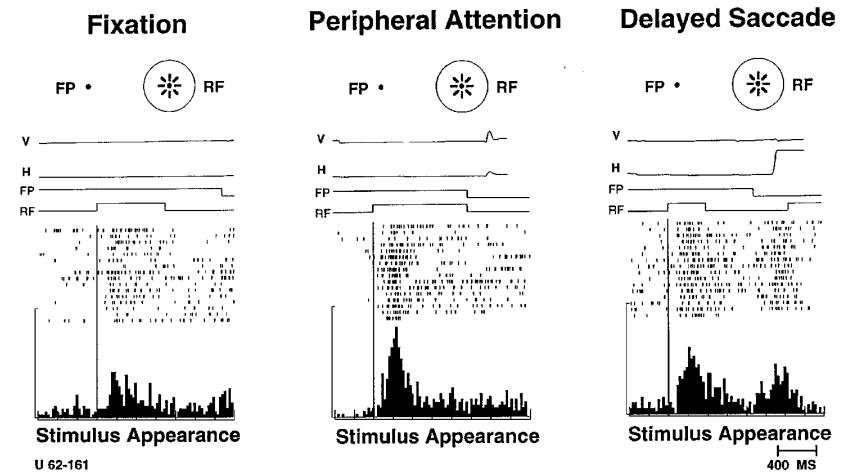 Fixation
Peripheral Attention
Delayed Saccade
FP RF
FP RF
FP RF
V
H
FP
RF
V
H
FP
RF
V
H
FP
RF
Stimulus Appearance
Stimulus Appearance
Stimulus Appearance
U 62-161
400 MS